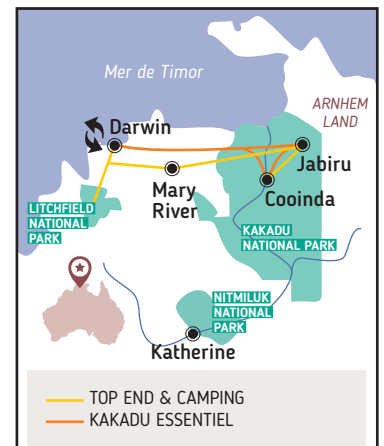 Mer de Timor
ARNHEM
LAND
Darwin
Jabiru
Mary
River
Cooinda
LITCHFIELD
NATIONAL
PARK
KAKADU
NATIONAL PARK
NITMILUK
NATIONAL
PARK
Katherine
TOP END & CAMPING
KAKADU ESSENTIEL